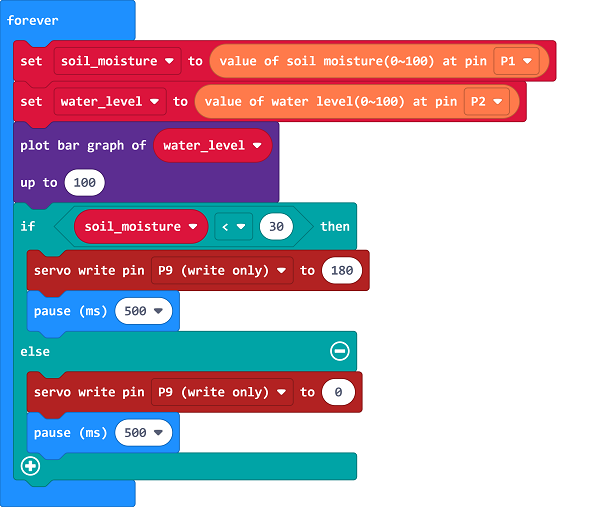 forever
set soil_moisture to value of soil moisture(0~100) at pin P1
set water_level to value of water level(0~100) at pin P2
plot bar graph of water_level
up to 100
if soil_moisture < 30 then
servo write pin P9 (write only) to 180
pause (ms) 500
else
servo write pin P9 (write only) to 0
pause (ms) 500